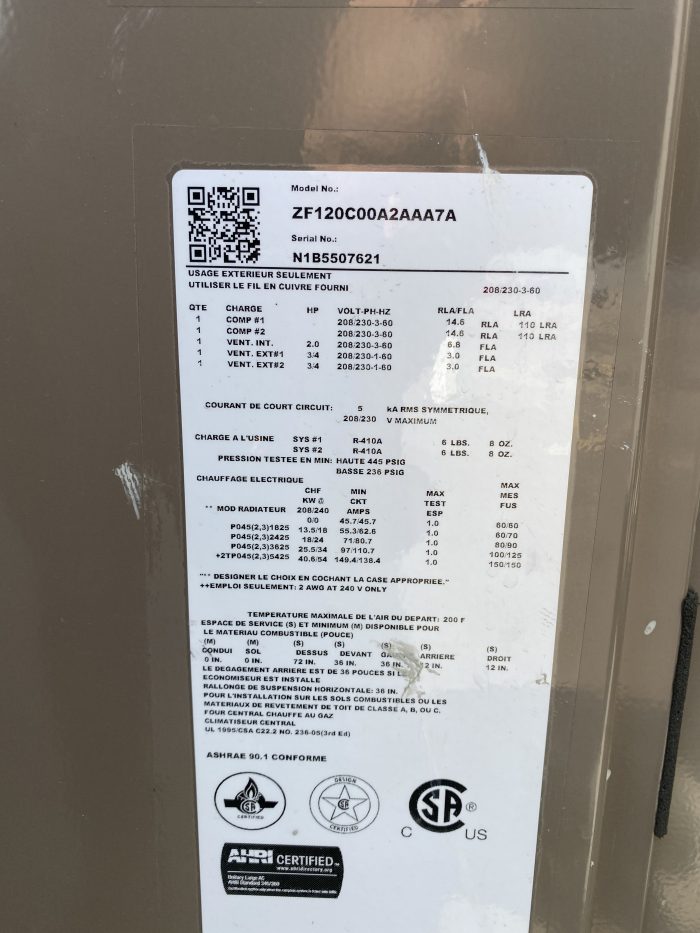 Model No.:
ZF120C00A2AAA7A
Serial No.:
N1B5507621
USAGE EXTERIEUR SEULEMENT
UTILISER LE FIL EN CUIVRE FOURNI 208/230-3-60
QTE CHARGE HP VOLT-PH-HZ RLA/FLA LRA
1 COMP #1 208/230-3-60 14.6 RLA 110 LRA
1 COMP #2 208/230-3-60 14.6 RLA 110 LRA
1 VENT. INT. 2.0 208/230-3-60 6.8 FLA
1 VENT. EXT#1 3/4 208/230-1-60 3.0 FLA
1 VENT. EXT#2 3/4 208/230-1-60 3.0 FLA
COURANT DE COURT CIRCUIT: 5 kA RMS SYMMETRIQUE,
208/230 V MAXIMUM
CHARGE A L'USINE SYS #1 R-410A 6 LBS. 8 OZ.
SYS #2 R-410A 6 LBS. 8 OZ.
PRESSION TESTEE EN MIN: HAUTE 445 PSIG
BASSE 236 PSIG
CHAUFFAGE ELECTRIQUE
CHF MIN MAX MAX
KW @ CKT TEST MES
** MOD RADIATEUR 208/240 AMPS ESP FUS
0/0 45.7/45.7 1.0 60/60
P045(2,3)1825 13.5/18 55.3/62.6 1.0 60/70
P045(2,3)2425 18/24 71/80.7 1.0 80/90
P045(2,3)3625 25.5/34 97/110.7 1.0 100/125
+2TP045(2,3)5425 40.6/54 149.4/138.4 1.0 150/150
"** DESIGNER LE CHOIX EN COCHANT LA CASE APPROPRIEE."
++EMPLOI SEULEMENT: 2 AWG AT 240 V ONLY
TEMPERATURE MAXIMALE DE L'AIR DU DEPART: 200 F
ESPACE DE SERVICE (S) ET MINIMUM (M) DISPONIBLE POUR
LE MATERIAU COMBUSTIBLE (POUCE)
(M) (M) (S) (S) (S) (S) (S)
CONDUI SOL DESSUS DEVANT ARRIERE DROIT
0 IN. 0 IN. 72 IN. 36 IN. 36 IN. 12 IN. 12 IN.
LE DEGAGEMENT ARRIERE EST DE 36 POUCES SI LE
ECONOMISEUR EST INSTALLE
RALLONGE DE SUSPENSION HORIZONTALE: 36 IN.
POUR L'INSTALLATION SUR LES SOLS COMBUSTIBLES OU LES
MATERIAUX DE REVETEMENT DE TOIT DE CLASSE A, B, OU C.
FOUR CENTRAL CHAUFFE AU GAZ
CLIMATISEUR CENTRAL
UL 1995/CSA C22.2 NO. 236-05(3rd Ed)
ASHRAE 90.1 CONFORME
SA CERTIFIED
DESIGN SA CERTIFIED
SA ®
C US
AHRI CERTIFIED™
www.ahridirectory.org
Unitary Large AC
AHRI Standard 340/360